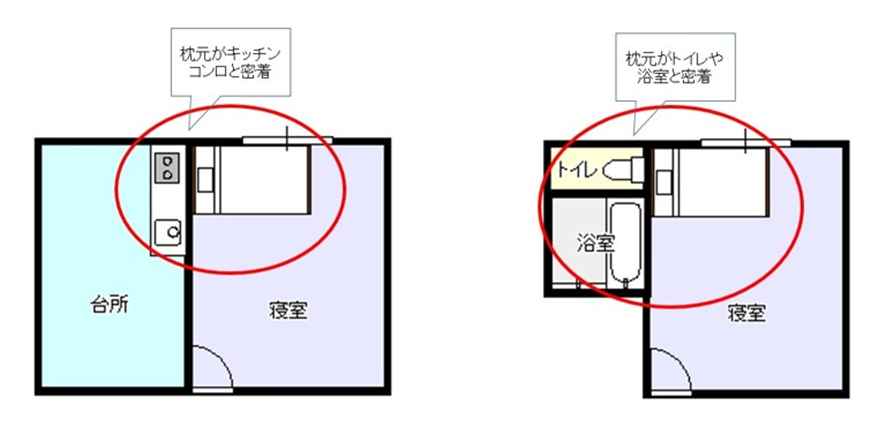 枕元がキッチン
コンロと密着
台所
寝室
枕元がトイレや
浴室と密着
トイレ
浴室
寝室